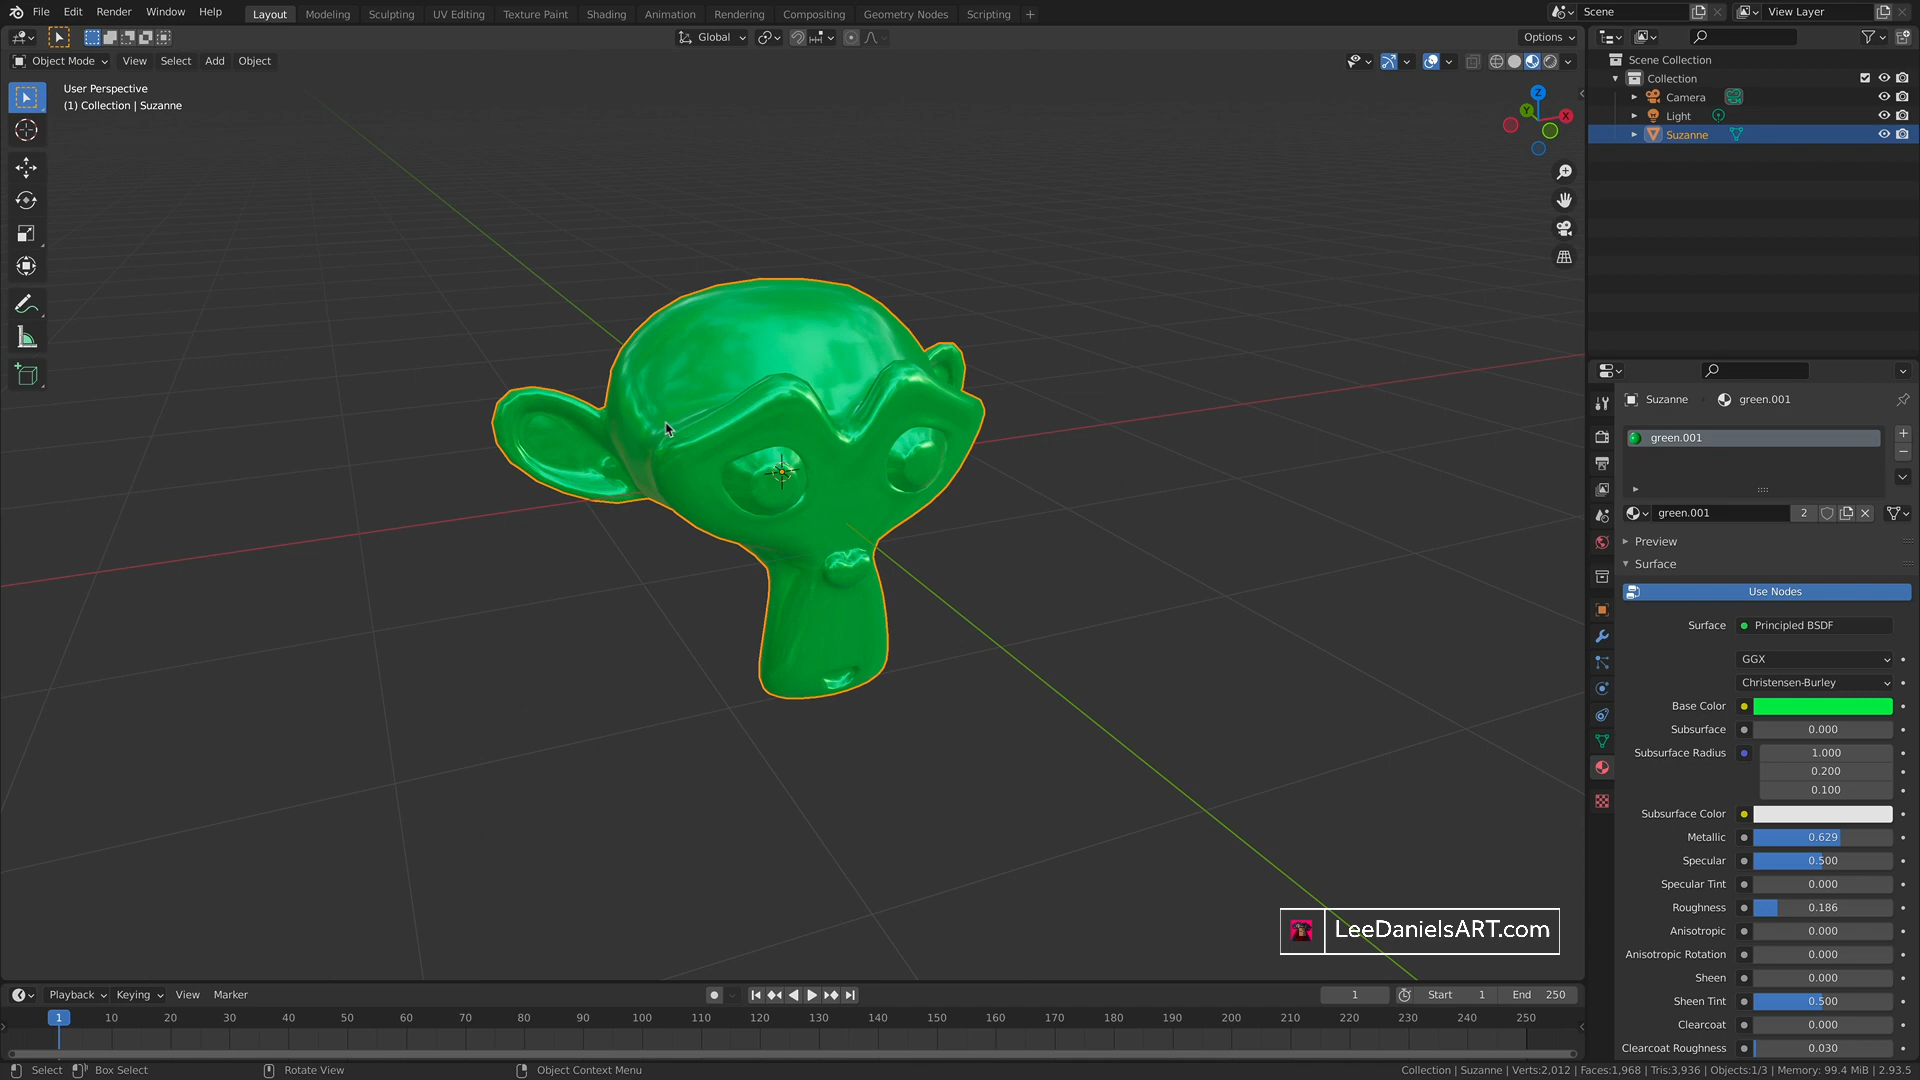 File Edit Render Window Help Layout Modeling Sculpting UV Editing Texture Paint Shading Animation Rendering Compositing Geometry Nodes Scripting + Scene View Layer
Global Options
Object Mode View Select Add Object
User Perspective
(1) Collection | Suzanne
Z
Y
X
Scene Collection
Collection
Camera
Light
Suzanne
Suzanne green.001
green.001
green.001 2
Preview
Surface
Use Nodes
Surface Principled BSDF
GGX
Christensen-Burley
Base Color
Subsurface 0.000
Subsurface Radius 1.000
0.200
0.100
Subsurface Color
Metallic 0.629
Specular 0.500
Specular Tint 0.000
Roughness 0.186
Anisotropic 0.000
Anisotropic Rotation 0.000
Sheen 0.000
Sheen Tint 0.500
Clearcoat 0.000
Clearcoat Roughness 0.030
LeeDanielsART.com
Playback Keying View Marker 1 Start 1 End 250
1 10 20 30 40 50 60 70 80 90 100 110 120 130 140 150 160 170 180 190 200 210 220 230 240 250
Select Box Select Rotate View Object Context Menu Collection | Suzanne | Verts:2,012 | Faces:1,968 | Tris:3,936 | Objects:1/3 | Memory: 99.4 MiB | 2.93.5